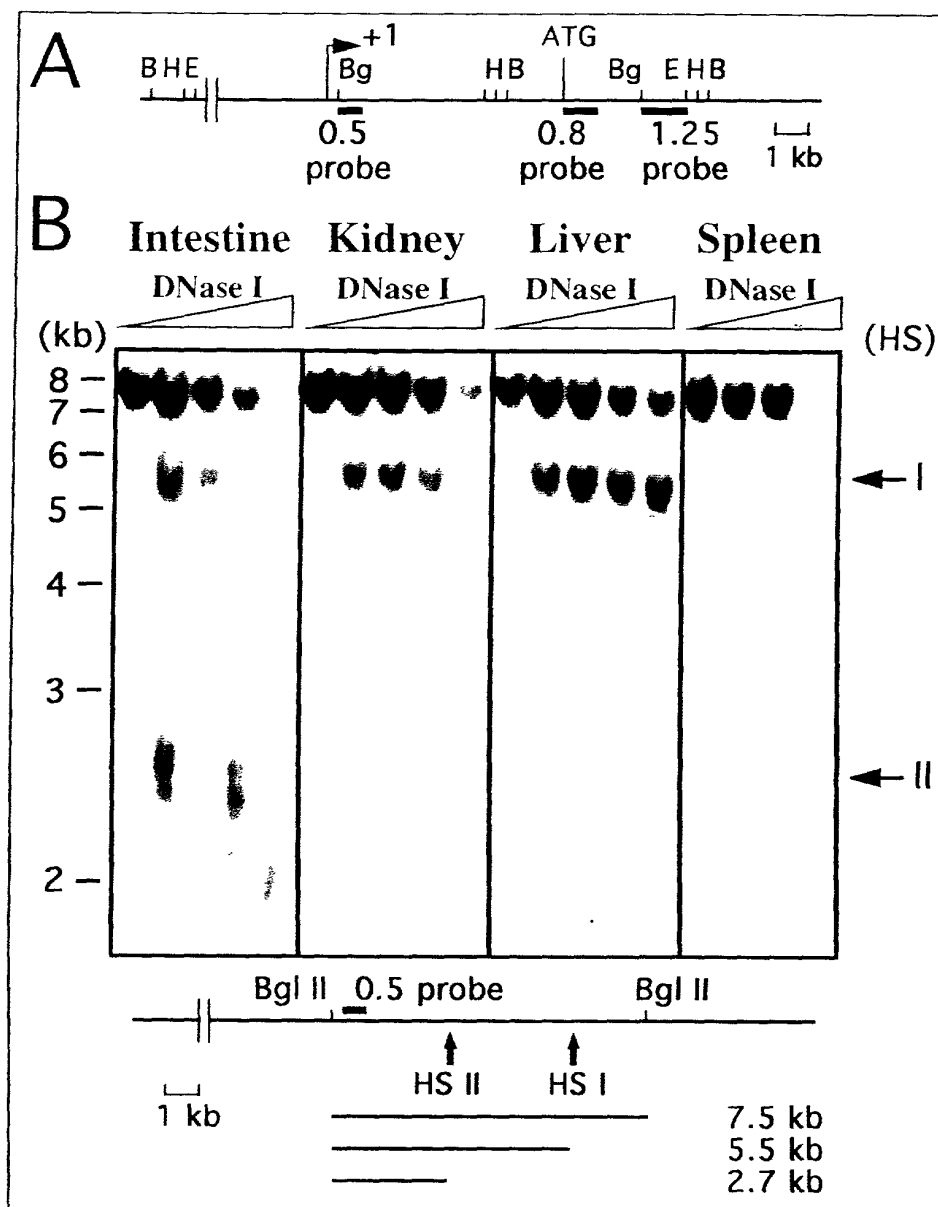 A
+1
ATG
B H E
Bg
H B
Bg
E H B
0.5 probe
0.8 probe
1.25 probe
1 kb
B
Intestine
Kidney
Liver
Spleen
DNase I
DNase I
DNase I
DNase I
(kb)
(HS)
8
7
6
5
4
3
2
I
II
Bgl II
0.5 probe
Bgl II
HS II
HS I
1 kb
7.5 kb
5.5 kb
2.7 kb